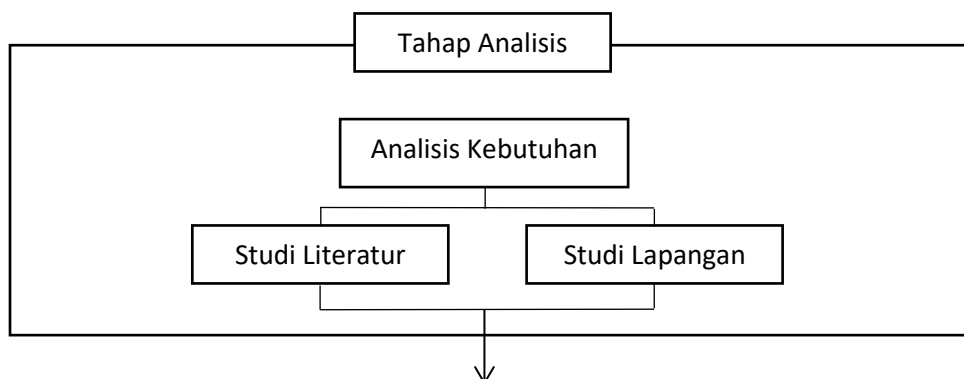 Tahap Analisis
Analisis Kebutuhan
Studi Literatur
Studi Lapangan